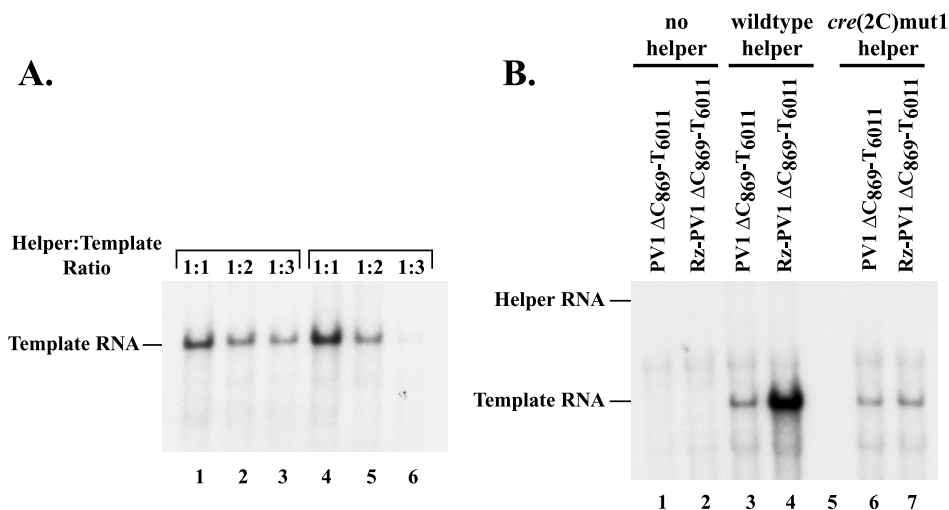 A.
Helper:Template
Ratio
1:1 1:2 1:3 1:1 1:2 1:3
Template RNA
1 2 3 4 5 6
B.
no helper
wildtype helper
cre(2C)mut1 helper
PV1 ΔC869-T6011
Rz-PV1 ΔC869-T6011
PV1 ΔC869-T6011
Rz-PV1 ΔC869-T6011
PV1 ΔC869-T6011
Rz-PV1 ΔC869-T6011
Helper RNA
Template RNA
1 2 3 4 5 6 7